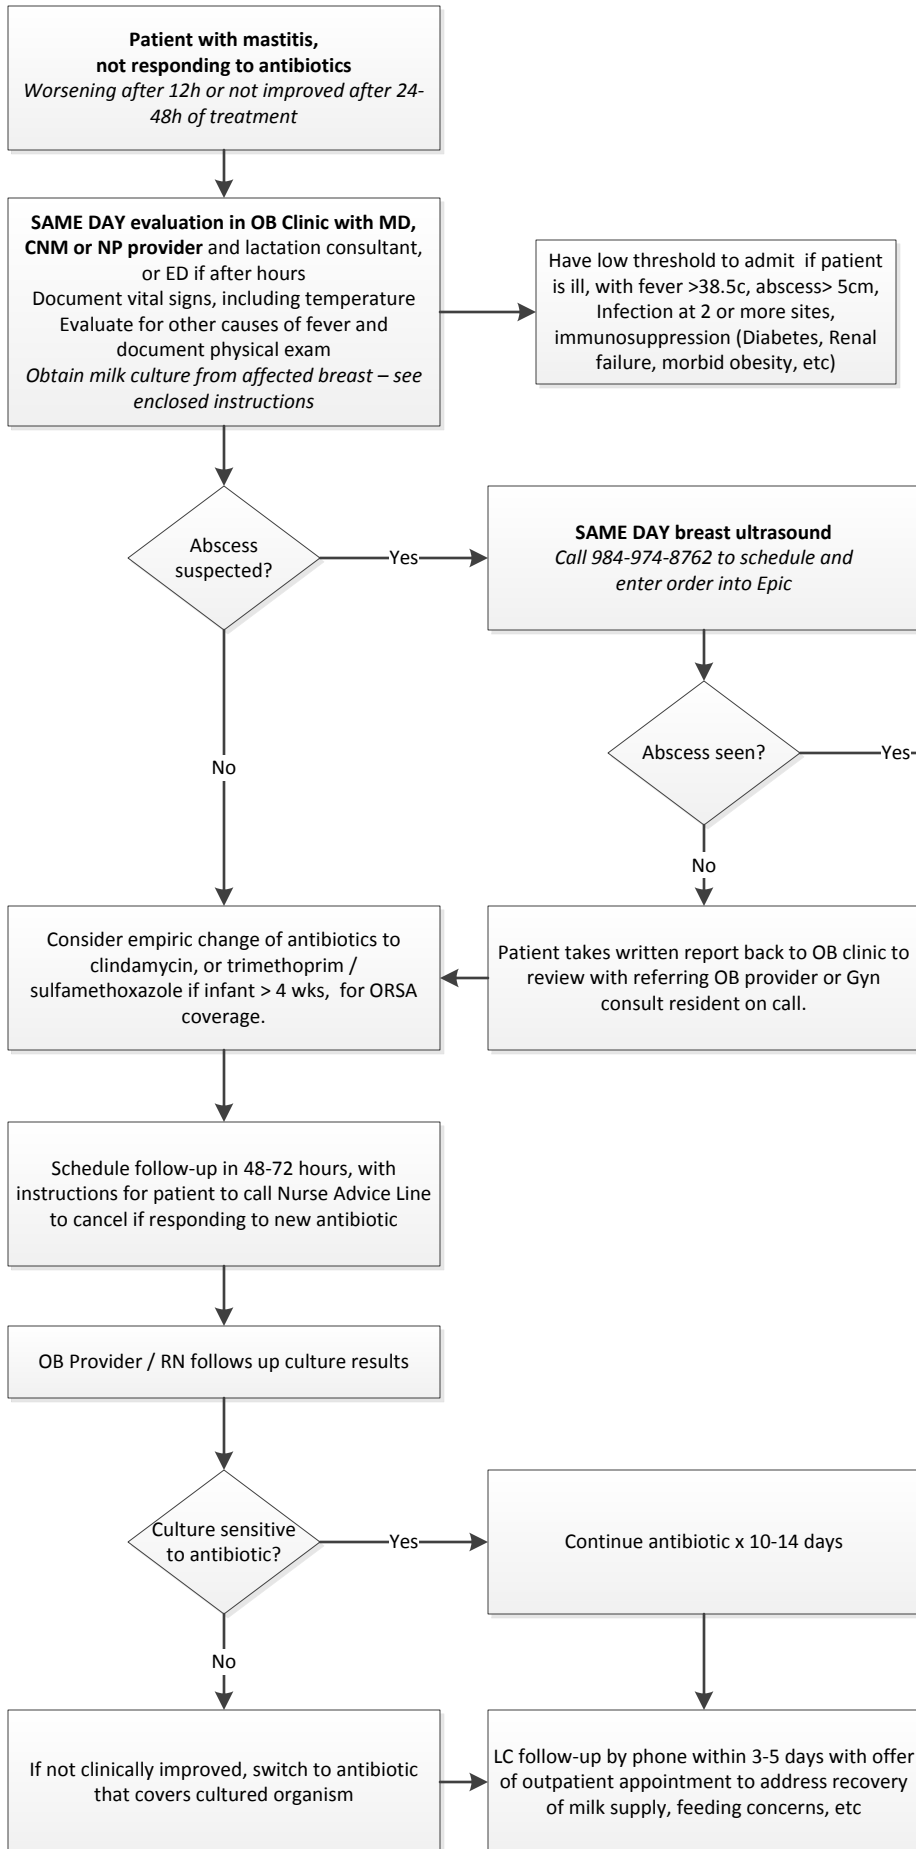 Patient with mastitis,
not responding to antibiotics
Worsening after 12h or not improved after 24-
48h of treatment
SAME DAY evaluation in OB Clinic with MD,
CNM or NP provider and lactation consultant,
or ED if after hours
Document vital signs, including temperature
Evaluate for other causes of fever and
document physical exam
Obtain milk culture from affected breast – see
enclosed instructions
Have low threshold to admit  if patient
is ill, with fever >38.5c, abscess> 5cm,
Infection at 2 or more sites,
immunosuppression (Diabetes, Renal
failure, morbid obesity, etc)
Abscess
suspected?
Yes
SAME DAY breast ultrasound
Call 984-974-8762 to schedule and
enter order into Epic
Abscess seen?
Yes
No
No
Consider empiric change of antibiotics to
clindamycin, or trimethoprim /
sulfamethoxazole if infant > 4 wks,  for ORSA
coverage.
Patient takes written report back to OB clinic to
review with referring OB provider or Gyn
consult resident on call.
Schedule follow-up in 48-72 hours, with
instructions for patient to call Nurse Advice Line
to cancel if responding to new antibiotic
OB Provider / RN follows up culture results
Culture sensitive
to antibiotic?
Yes
Continue antibiotic x 10-14 days
No
If not clinically improved, switch to antibiotic
that covers cultured organism
LC follow-up by phone within 3-5 days with offer
of outpatient appointment to address recovery
of milk supply, feeding concerns, etc